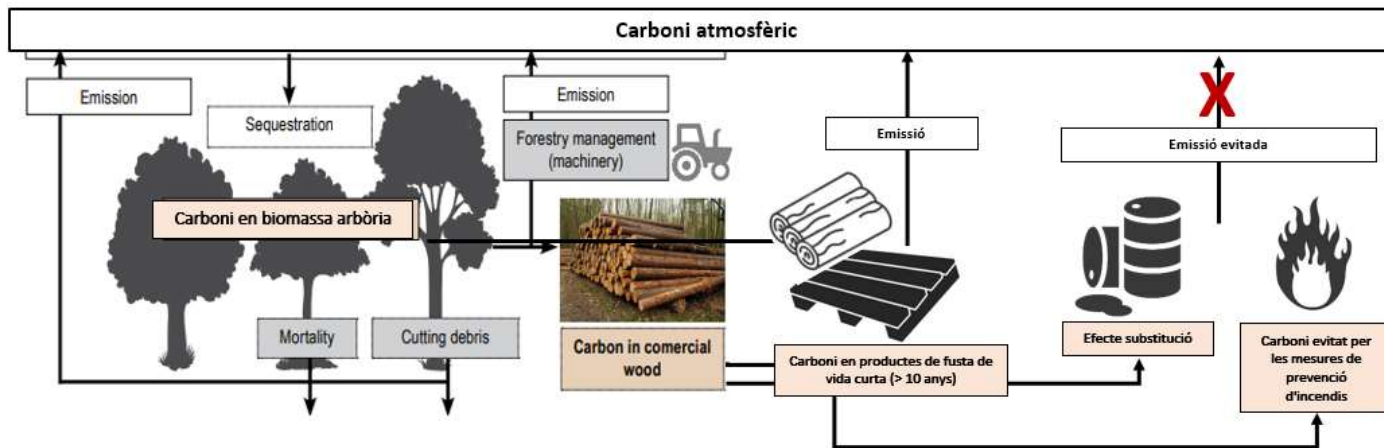 Carboni atmosfèric
Emission
Sequestration
Emission
Forestry management
(machinery)
Emissió
Emissió evitada
Carboni en biomassa arbòria
Mortality
Cutting debris
Carbon in comercial
wood
Carboni en productes de fusta de
vida curta (> 10 anys)
Efecte substitució
Carboni evitat per
les mesures de
prevenció
d'incendis